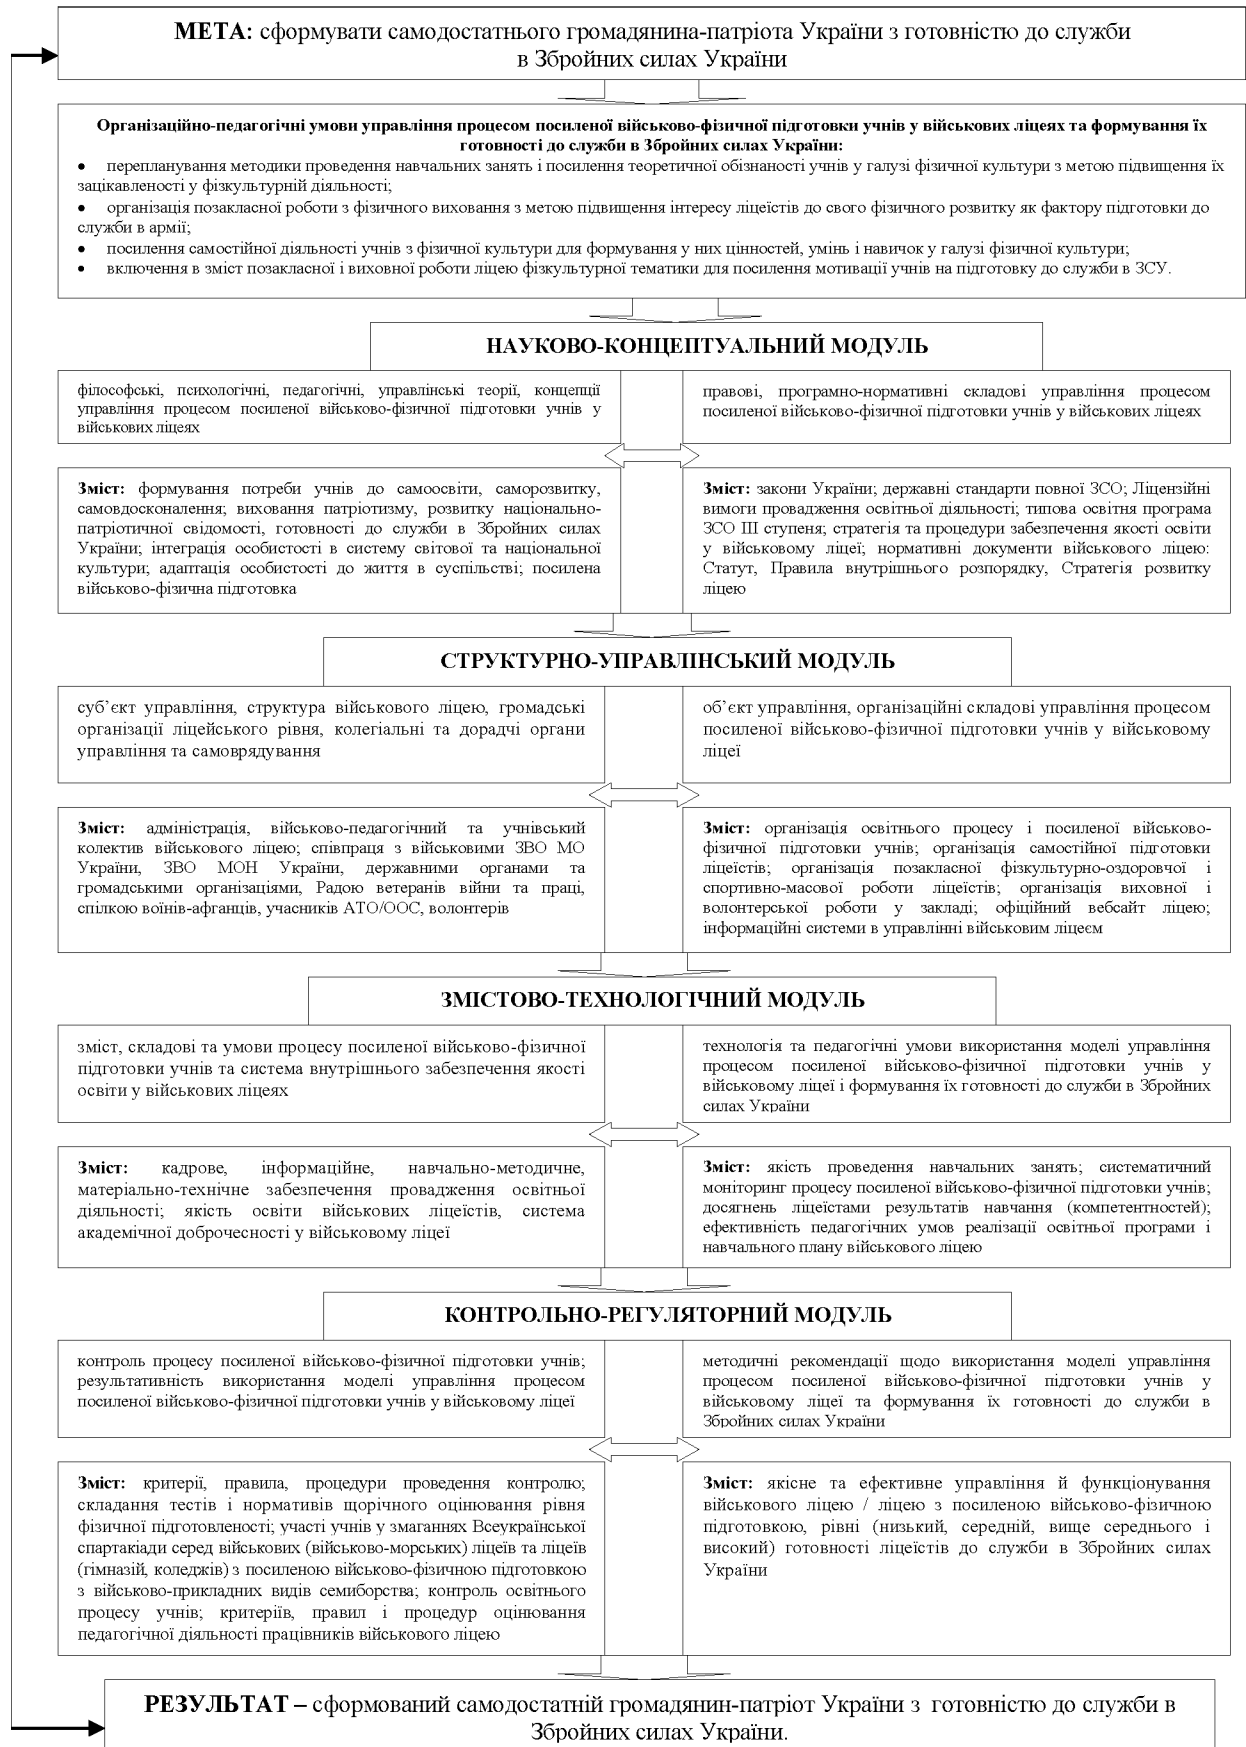 МЕТА: сформувати самодостатнього громадянина-патріота України з готовністю до служби
в Збройних силах України
Організаційно-педагогічні умови управління процесом посиленої військово-фізичної підготовки учнів у військових ліцеях та формування їх
готовності до служби в Збройних силах України:
• перепланування методики проведення навчальних занять і посилення теоретичної обізнаності учнів у галузі фізичної культури з метою підвищення їх
зацікавленості у фізкультурній діяльності;
• організація позакласної роботи з фізичного виховання з метою підвищення інтересу ліцеїстів до свого фізичного розвитку як фактору підготовки до
служби в армії;
• посилення самостійної діяльності учнів з фізичної культури для формування у них цінностей, умінь і навичок у галузі фізичної культури;
• включення в зміст позакласної і виховної роботи ліцею фізкультурної тематики для посилення мотивації учнів на підготовку до служби в ЗСУ.
НАУКОВО-КОНЦЕПТУАЛЬНИЙ МОДУЛЬ
філософські, психологічні, педагогічні, управлінські теорії, концепції
управління процесом посиленої військово-фізичної підготовки учнів у
військових ліцеях
правові, програмно-нормативні складові управління процесом
посиленої військово-фізичної підготовки учнів у військових ліцеях
Зміст: формування потреби учнів до самоосвіти, саморозвитку,
самовдосконалення; виховання патріотизму, розвитку національно-
патріотичної свідомості, готовності до служби в Збройних силах
України; інтеграція особистості в систему світової та національної
культури; адаптація особистості до життя в суспільстві; посилена
військово-фізична підготовка
Зміст: закони України; державні стандарти повної ЗСО; Ліцензійні
вимоги провадження освітньої діяльності; типова освітня програма
ЗСО ІІІ ступеня; стратегія та процедури забезпечення якості освіти
у військовому ліцеї; нормативні документи військового ліцею:
Статут, Правила внутрішнього розпорядку, Стратегія розвитку
ліцею
СТРУКТУРНО-УПРАВЛІНСЬКИЙ МОДУЛЬ
суб’єкт управління, структура військового ліцею, громадські
організації ліцейського рівня, колегіальні та дорадчі органи
управління та самоврядування
об’єкт управління, організаційні складові управління процесом
посиленої військово-фізичної підготовки учнів у військовому
ліцеї
Зміст: адміністрація, військово-педагогічний та учнівський
колектив військового ліцею; співпраця з військовими ЗВО МО
України, ЗВО МОН України, державними органами та
громадськими організаціями, Радою ветеранів війни та праці,
спілкою воїнів-афганців, учасників АТО/ООС, волонтерів
Зміст: організація освітнього процесу і посиленої військово-
фізичної підготовки учнів; організація самостійної підготовки
ліцеїстів; організація позакласної фізкультурно-оздоровчої і
спортивно-масової роботи ліцеїстів; організація виховної і
волонтерської роботи у закладі; офіційний вебсайт ліцею;
інформаційні системи в управлінні військовим ліцеєм
ЗМІСТОВО-ТЕХНОЛОГІЧНИЙ МОДУЛЬ
зміст, складові та умови процесу посиленої військово-фізичної
підготовки учнів та система внутрішнього забезпечення якості
освіти у військових ліцеях
технологія та педагогічні умови використання моделі управління
процесом посиленої військово-фізичної підготовки учнів у
військовому ліцеї і формування їх готовності до служби в Збройних
силах України
Зміст: кадрове, інформаційне, навчально-методичне,
матеріально-технічне забезпечення провадження освітньої
діяльності; якість освіти військових ліцеїстів, система
академічної доброчесності у військовому ліцеї
Зміст: якість проведення навчальних занять; систематичний
моніторинг процесу посиленої військово-фізичної підготовки учнів;
досягнень ліцеїстами результатів навчання (компетентностей);
ефективність педагогічних умов реалізації освітньої програми і
навчального плану військового ліцею
КОНТРОЛЬНО-РЕГУЛЯТОРНИЙ МОДУЛЬ
контроль процесу посиленої військово-фізичної підготовки учнів;
результативність використання моделі управління процесом
посиленої військово-фізичної підготовки учнів у військовому ліцеї
методичні рекомендації щодо використання моделі управління
процесом посиленої військово-фізичної підготовки учнів у
військовому ліцеї та формування їх готовності до служби в
Збройних силах України
Зміст: критерії, правила, процедури проведення контролю;
складання тестів і нормативів щорічного оцінювання рівня
фізичної підготовленості; участі учнів у змаганнях Всеукраїнської
спартакіади серед військових (військово-морських) ліцеїв та ліцеїв
(гімназій, коледжів) з посиленою військово-фізичною підготовкою
з військово-прикладних видів семиборства; контроль освітнього
процесу учнів; критеріїв, правил і процедур оцінювання
педагогічної діяльності працівників військового ліцею
Зміст: якісне та ефективне управління й функціонування
військового ліцею / ліцею з посиленою військово-фізичною
підготовкою, рівні (низький, середній, вище середнього і
високий) готовності ліцеїстів до служби в Збройних силах
України
РЕЗУЛЬТАТ – сформований самодостатній громадянин-патріот України з готовністю до служби в
Збройних силах України.